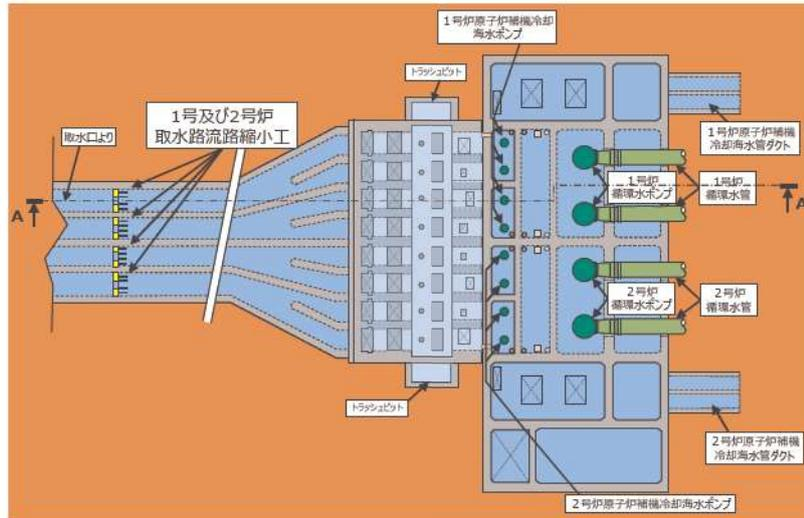 1号炉原子炉補機冷却
海水ポンプ
トラッシュピット
1号及び2号炉
取水路流路縮小工
取水口より
1号炉原子炉補機
冷却海水管ダクト
A
A
1号炉
循環水ポンプ
1号炉
循環水管
2号炉
循環水ポンプ
2号炉
循環水管
トラッシュピット
2号炉原子炉補機
冷却海水管ダクト
2号炉原子炉補機冷却海水ポンプ